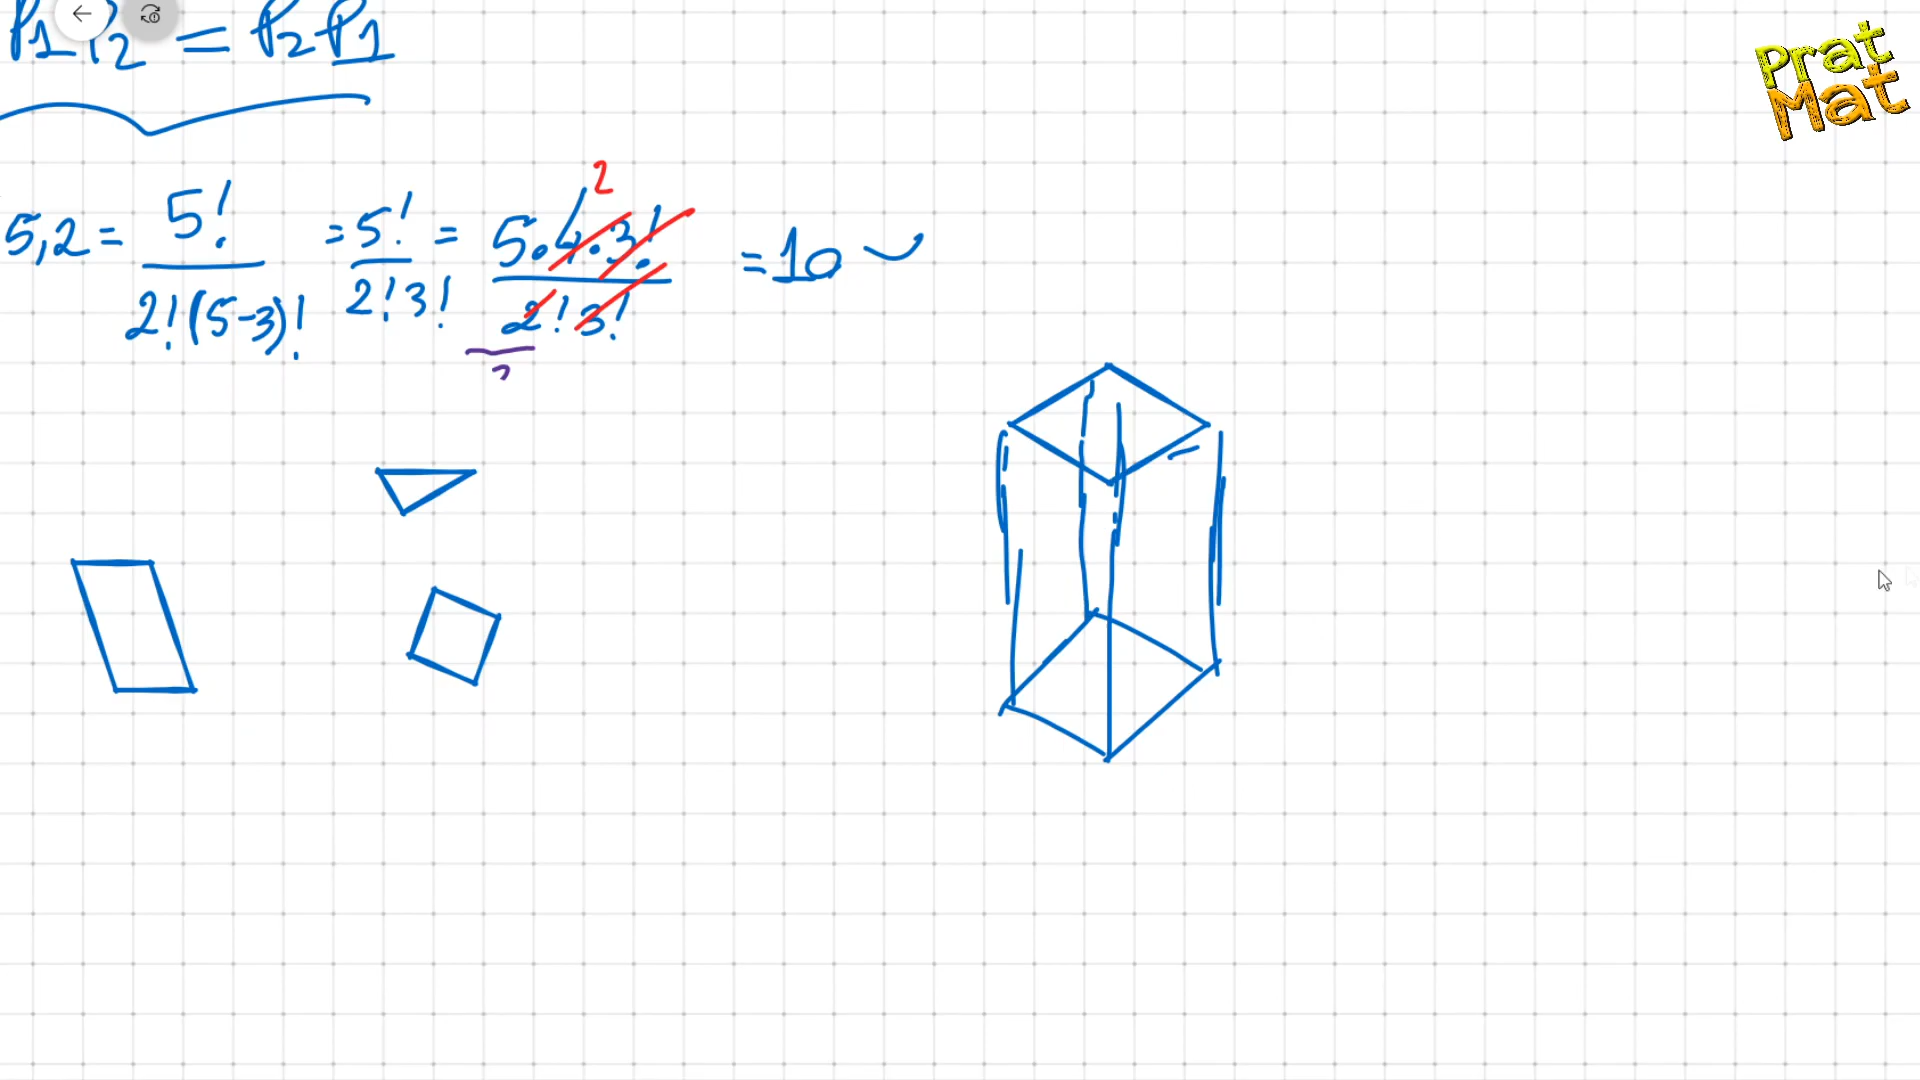 P1P2 = P2P1
5,2 = 5! / 2!(5-3)! = 5! / 2!3! = 5.4.3! / 2!3! = 10
2
2
Prat
Mat